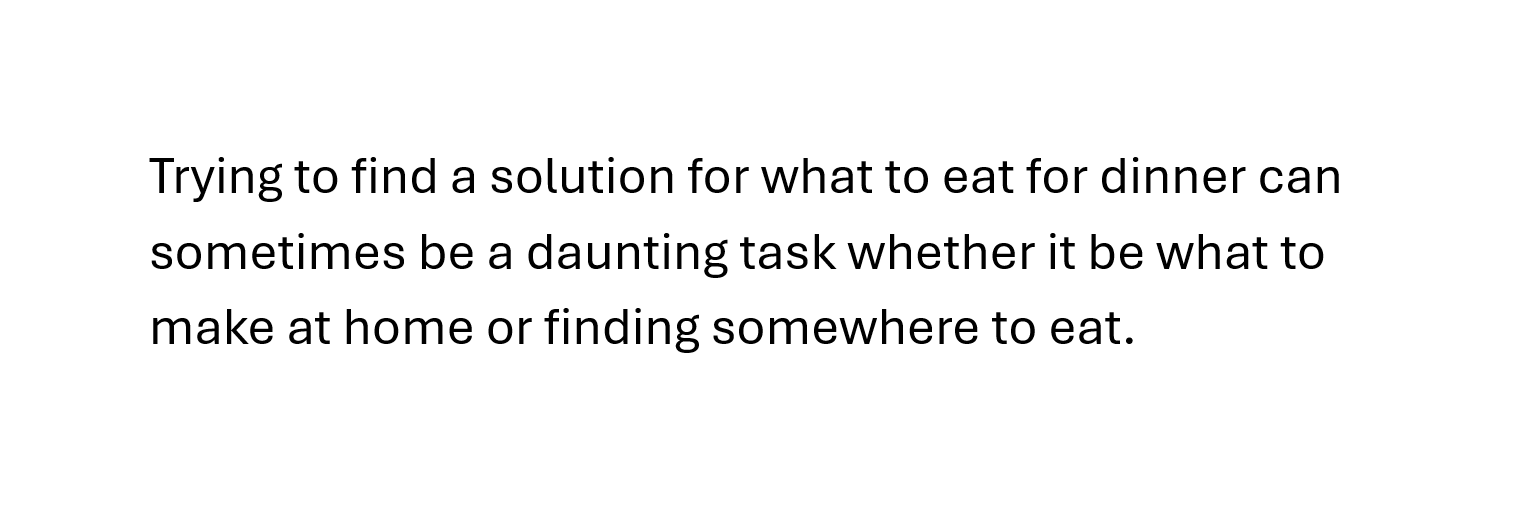 Trying to find a solution for what to eat for dinner can
sometimes be a daunting task whether it be what to
make at home or finding somewhere to eat.